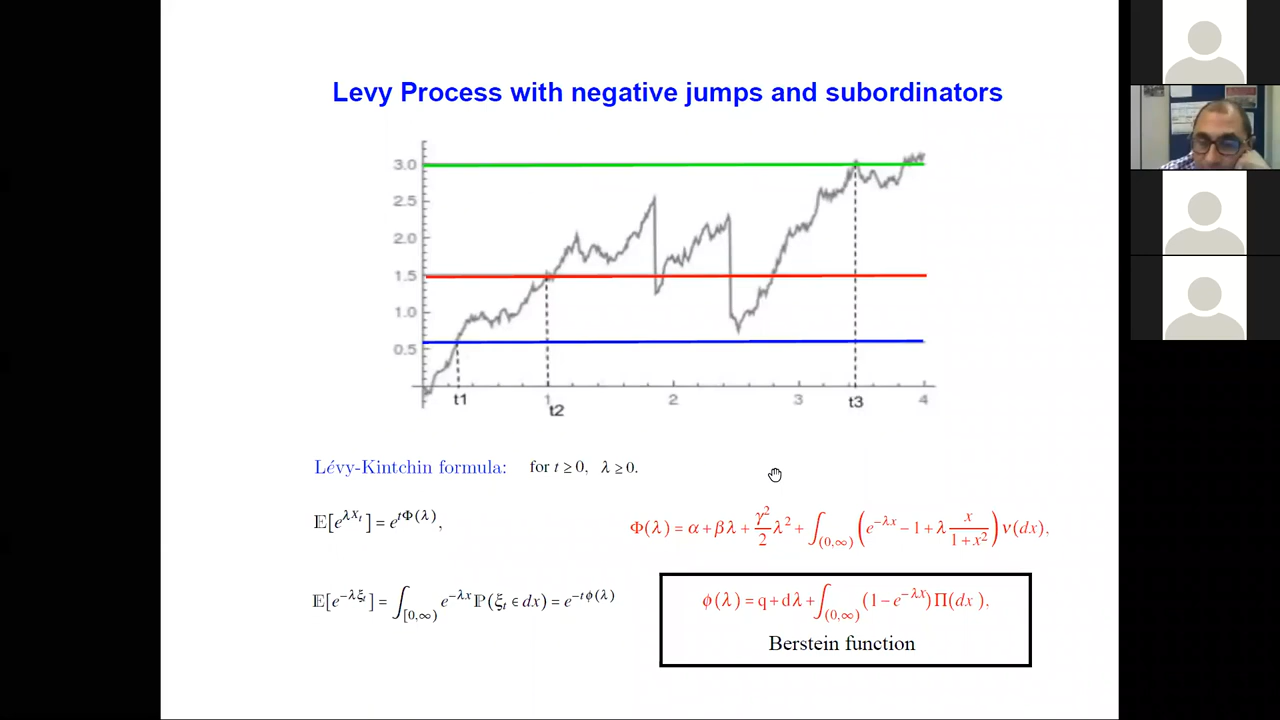 Levy Process with negative jumps and subordinators
3.0
2.5
2.0
1.5
1.0
0.5
t1 1 t2 2 3 t3 4
Lévy-Kintchin formula: for t ≥ 0, λ ≥ 0.
𝔼[e^{λX_t}] = e^{tΦ(λ)}, Φ(λ) = α + βλ + γ²/2 λ² + ∫_{(0,∞)} (e^{−λx} − 1 + λ x/(1+x²)) ν(dx),
𝔼[e^{−λξ_t}] = ∫_{[0,∞)} e^{−λx} ℙ(ξ_t ∈ dx) = e^{−tϕ(λ)} ϕ(λ) = q + dλ + ∫_{(0,∞)} (1 − e^{−λx}) Π(dx ),
Berstein function